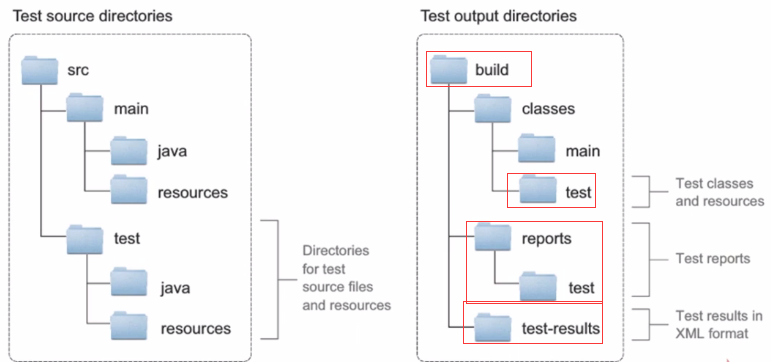 Test source directories
src
main
java
resources
test
java
resources
Directories
for test
source files
and resources
Test output directories
build
classes
main
test
reports
test
test-results
Test classes
and resources
Test reports
Test results in
XML format